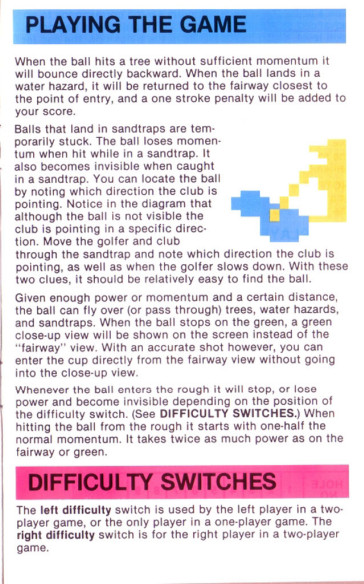 PLAYING THE GAME
When the ball hits a tree without sufficient momentum it
will bounce directly backward. When the ball lands in a
water hazard, it will be returned to the fairway closest to
the point of entry, and a one stroke penalty will be added to
your score.
Balls that land in sandtraps are tem-
porarily stuck. The ball loses momen-
tum when hit while in a sandtrap. It
also becomes invisible when caught
in a sandtrap. You can locate the ball
by noting which direction the club is
pointing. Notice in the diagram that
although the ball is not visible the
club is pointing in a specific direc-
tion. Move the golfer and club
through the sandtrap and note which direction the club is
pointing, as well as when the golfer slows down. With these
two clues, it should be relatively easy to find the ball.
Given enough power or momentum and a certain distance,
the ball can fly over (or pass through) trees, water hazards,
and sandtraps. When the ball stops on the green, a green
close-up view will be shown on the screen instead of the
"fairway" view. With an accurate shot however, you can
enter the cup directly from the fairway view without going
into the close-up view.
Whenever the ball enters the rough it will stop, or lose
power and become invisible depending on the position of
the difficulty switch. (See DIFFICULTY SWITCHES.) When
hitting the ball from the rough it starts with one-half the
normal momentum. It takes twice as much power as on the
fairway or green.
DIFFICULTY SWITCHES
The left difficulty switch is used by the left player in a two-
player game, or the only player in a one-player game. The
right difficulty switch is for the right player in a two-player
game.